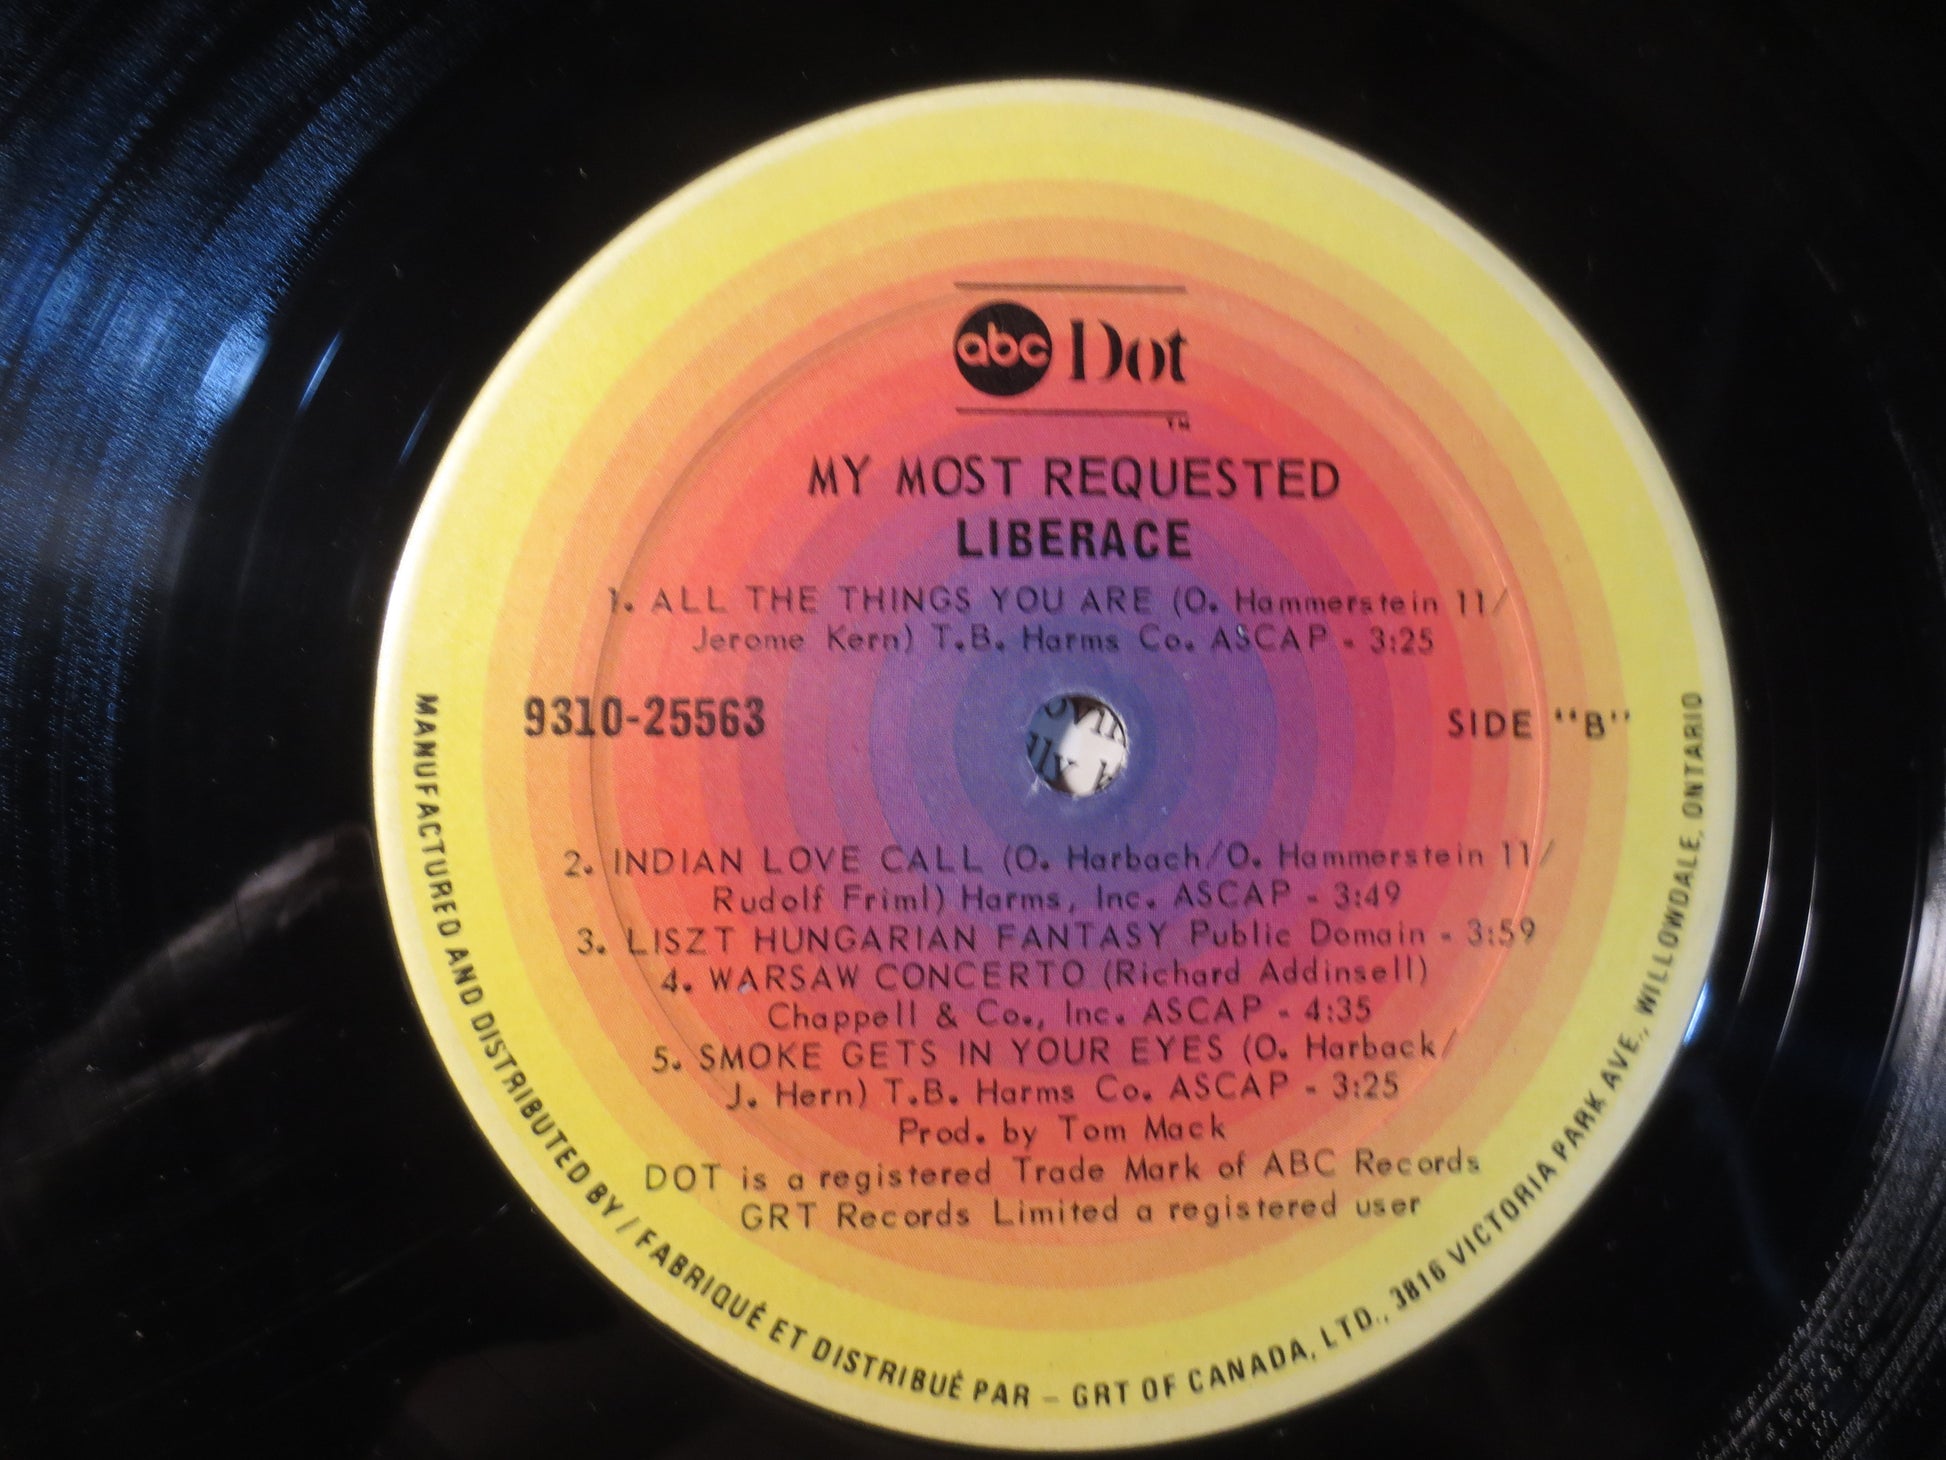 abc Dot
TM
MY MOST REQUESTED
LIBERACE
1. ALL THE THINGS YOU ARE (O. Hammerstein 11/
Jerome Kern) T.B. Harms Co. ASCAP - 3:25
9310-25563
SIDE "B"
2. INDIAN LOVE CALL (O. Harbach/O. Hammerstein 11/
Rudolf Friml) Harms, Inc. ASCAP - 3:49
3. LISZT HUNGARIAN FANTASY Public Domain - 3:59
4. WARSAW CONCERTO (Richard Addinsell)
Chappell & Co., Inc. ASCAP - 4:35
5. SMOKE GETS IN YOUR EYES (O. Harback/
J. Hern) T.B. Harms Co. ASCAP - 3:25
Prod. by Tom Mack
DOT is a registered Trade Mark of ABC Records
GRT Records Limited a registered user
MANUFACTURED AND DISTRIBUTED BY / FABRIQUÉ ET DISTRIBUÉ PAR – GRT OF CANADA, LTD., 3816 VICTORIA PARK AVE., WILLOWDALE, ONTARIO